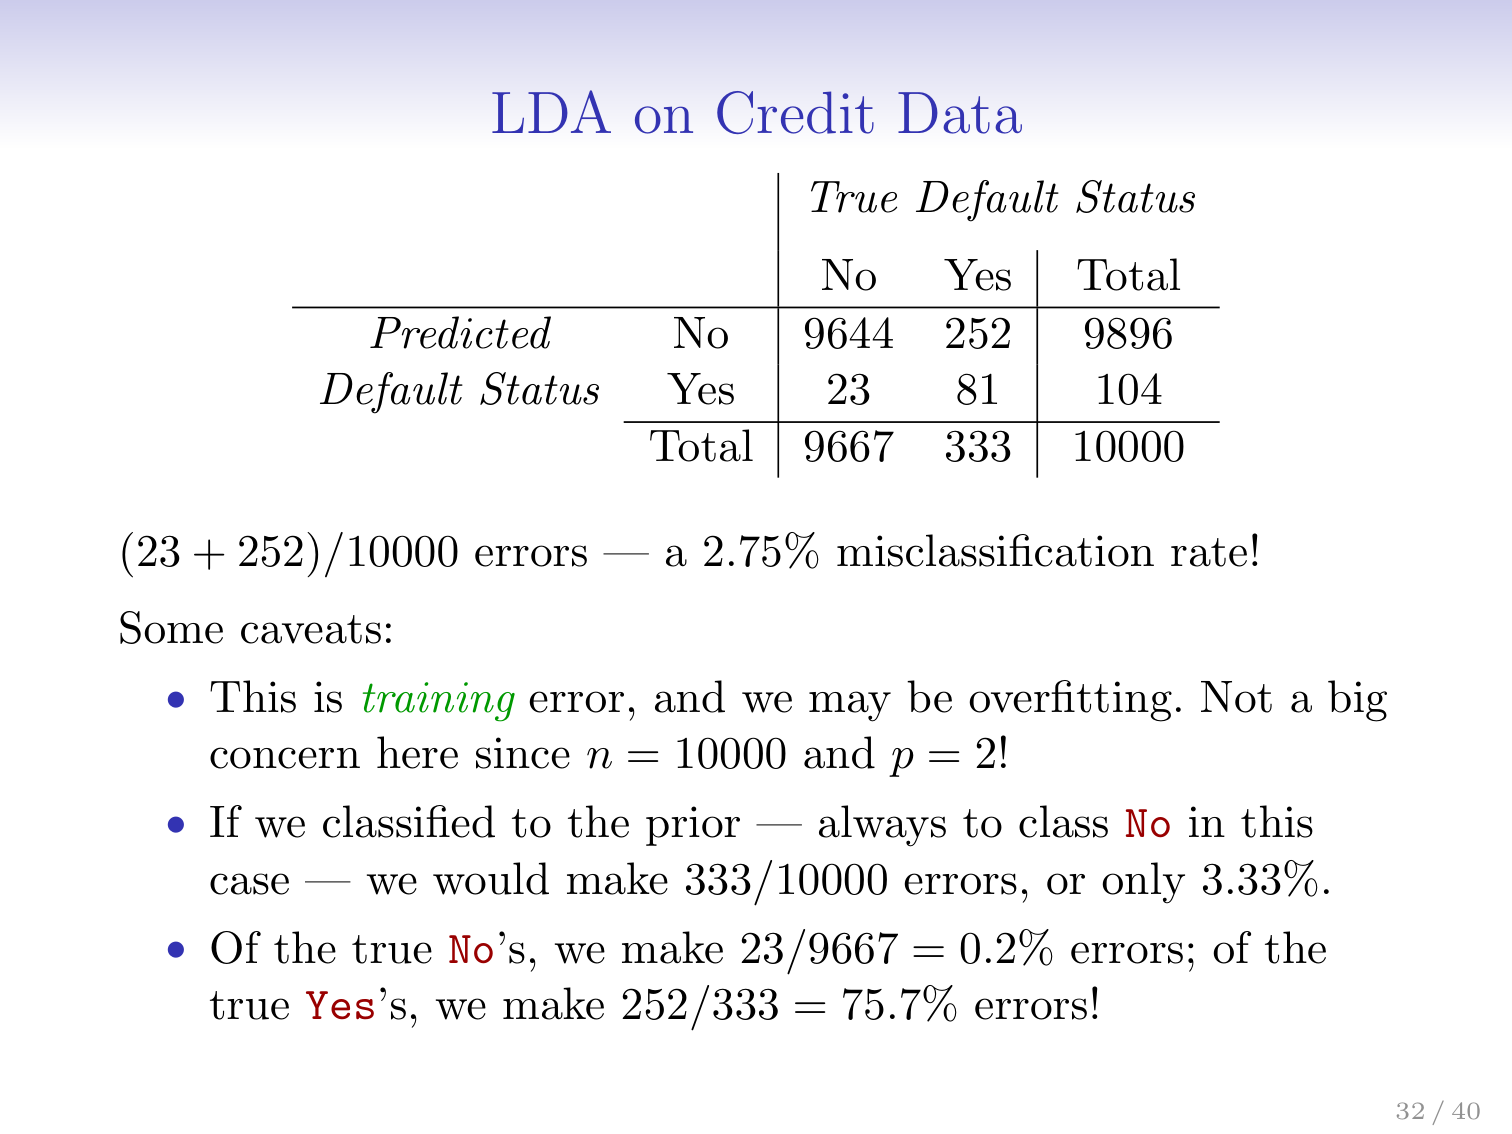 LDA on Credit Data
True Default Status
No Yes Total
Predicted No 9644 252 9896
Default Status Yes 23 81 104
Total 9667 333 10000
(23 + 252)/10000 errors — a 2.75% misclassification rate!
Some caveats:
• This is training error, and we may be overfitting. Not a big
concern here since n = 10000 and p = 2!
• If we classified to the prior — always to class No in this
case — we would make 333/10000 errors, or only 3.33%.
• Of the true No's, we make 23/9667 = 0.2% errors; of the
true Yes's, we make 252/333 = 75.7% errors!
32 / 40